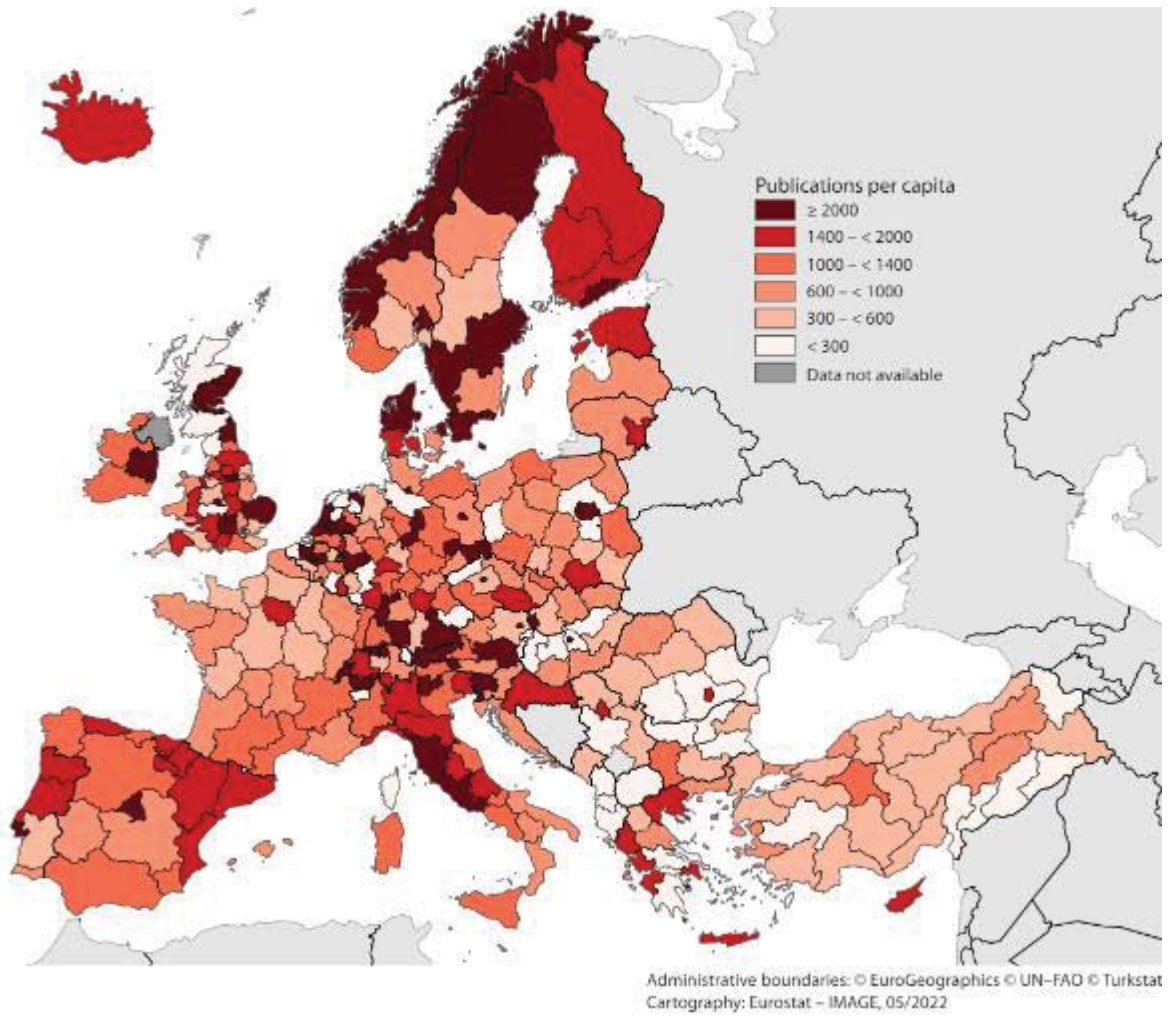 Publications per capita
≥ 2000
1400 – < 2000
1000 – < 1400
600 – < 1000
300 – < 600
< 300
Data not available
Administrative boundaries: © EuroGeographics © UN–FAO © Turkstat
Cartography: Eurostat – IMAGE, 05/2022